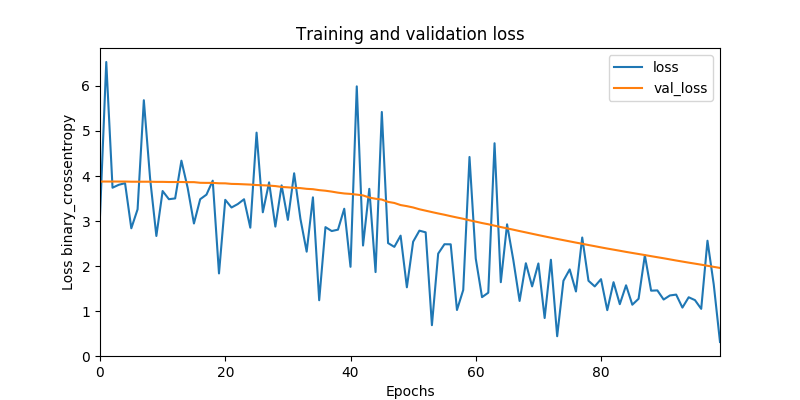 Training and validation loss
loss
val_loss
Loss binary_crossentropy
6
5
4
3
2
1
0
0 20 40 60 80
Epochs